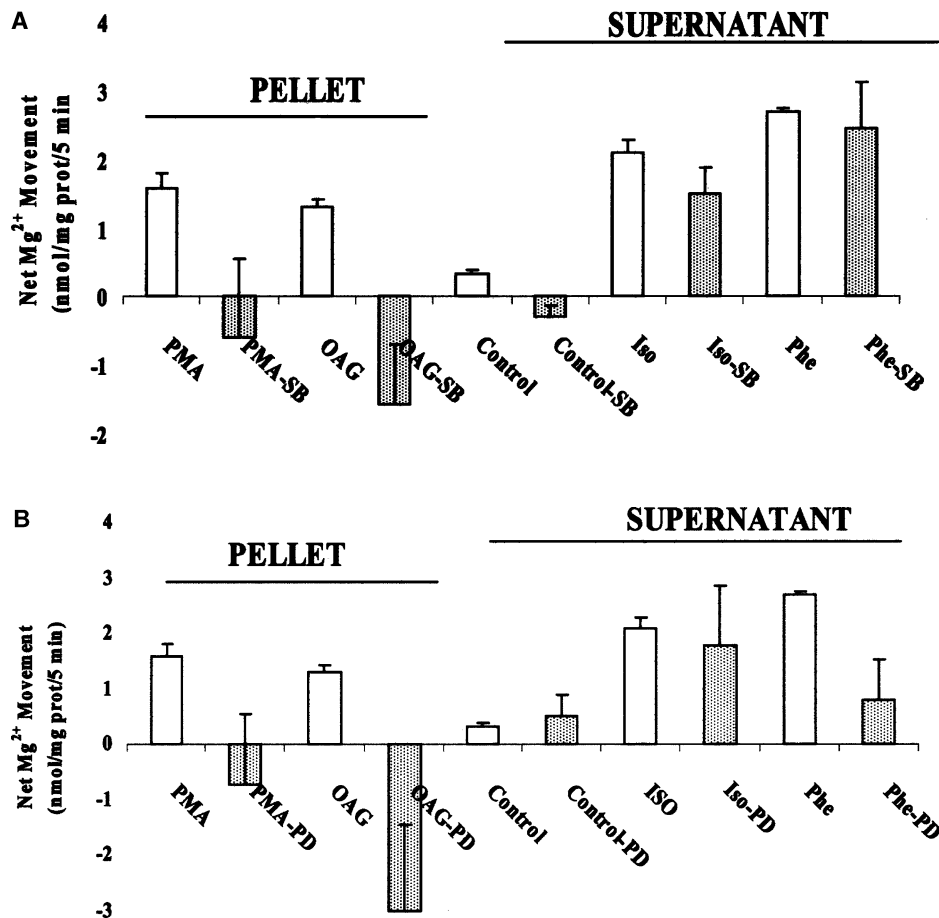 A
SUPERNATANT
PELLET
Net Mg2+ Movement
(nmol/mg prot/5 min)
4
3
2
1
0
-1
-2
PMA
PMA-SB
OAG
OAG-SB
Control
Control-SB
Iso
Iso-SB
Phe
Phe-SB
B
SUPERNATANT
PELLET
Net Mg2+ Movement
(nmol/mg prot/5 min)
4
3
2
1
0
-1
-2
-3
PMA
PMA-PD
OAG
OAG-PD
Control
Control-PD
ISO
Iso-PD
Phe
Phe-PD